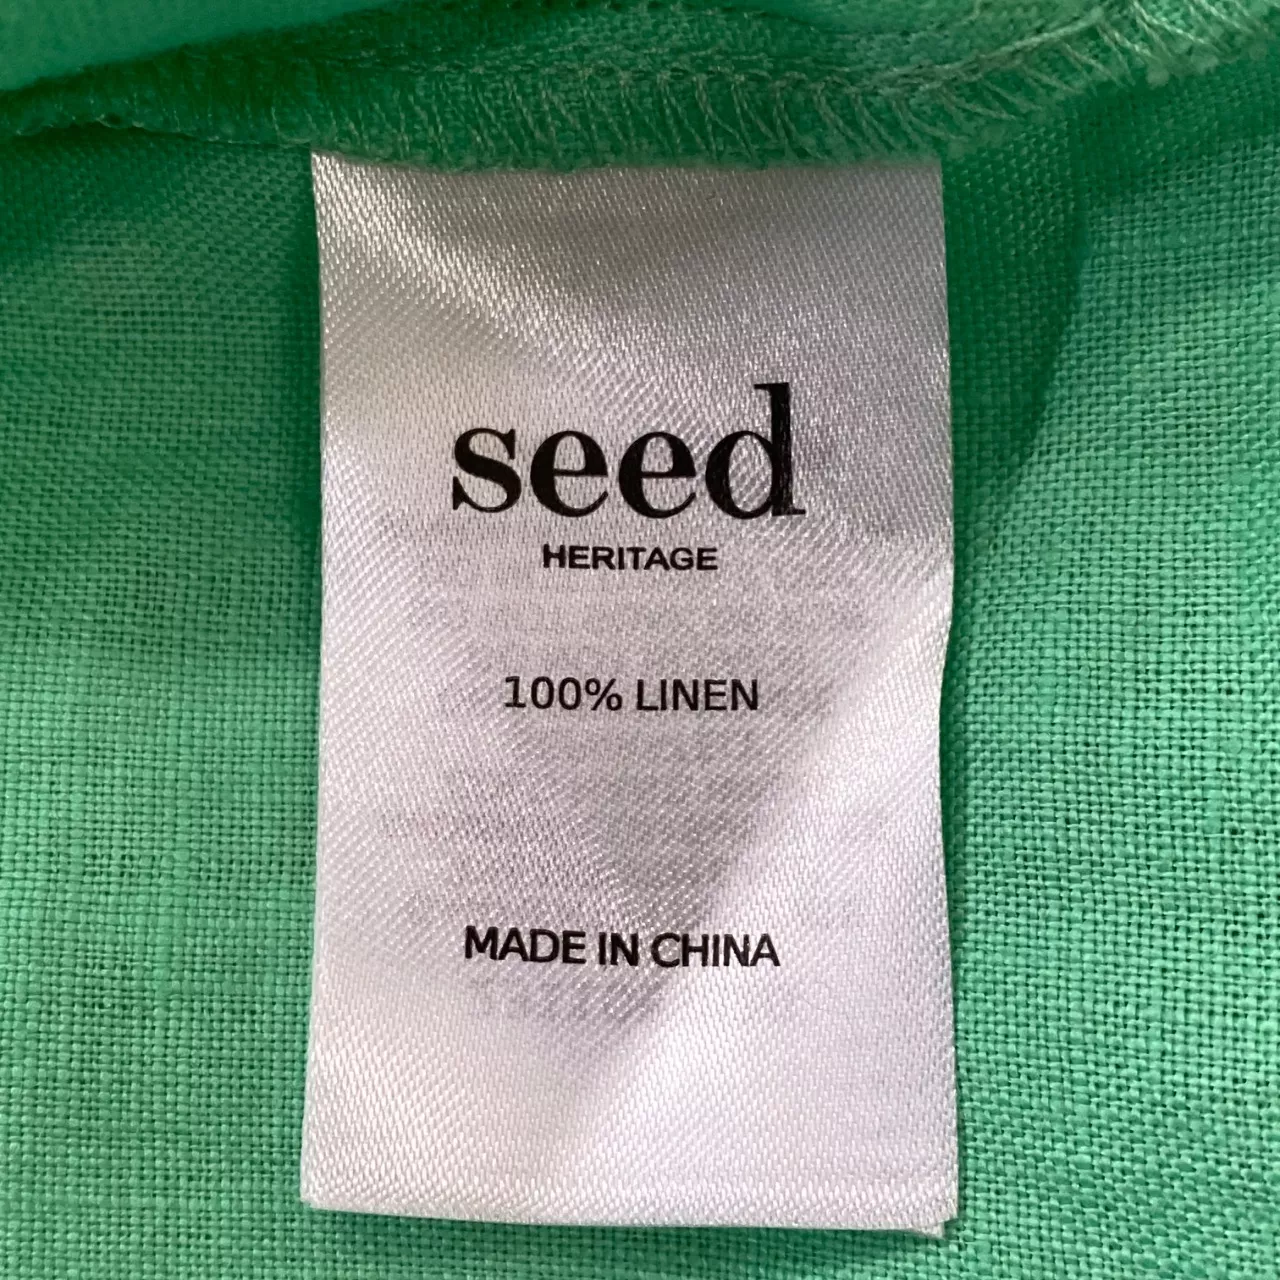 seed
HERITAGE
100% LINEN
MADE IN CHINA